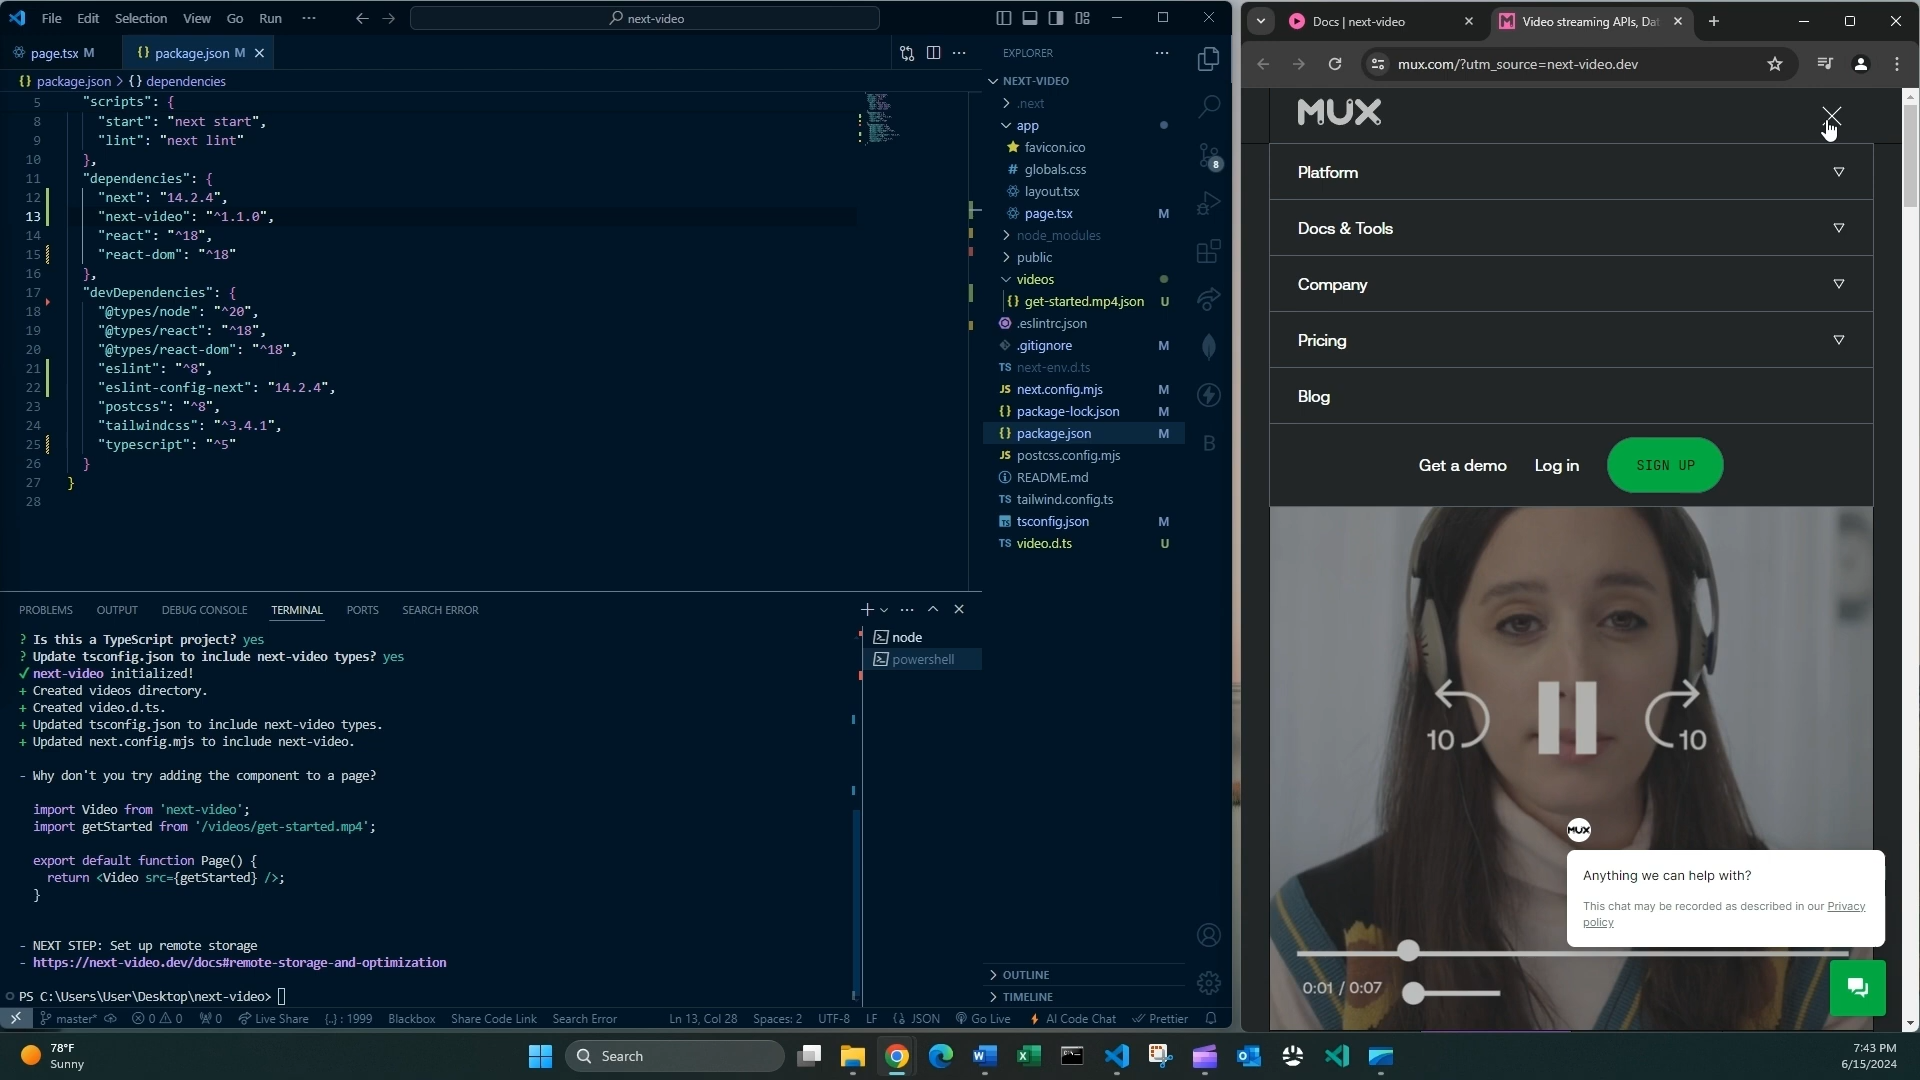 File Edit Selection View Go Run ···
next-video
page.tsx M
{} package.json M
{} package.json > {} dependencies
5 "scripts": {
8 "start": "next start",
9 "lint": "next lint"
10 },
11 "dependencies": {
12 "next": "14.2.4",
13 "next-video": "^1.1.0",
14 "react": "^18",
15 "react-dom": "^18"
16 },
17 "devDependencies": {
18 "@types/node": "^20",
19 "@types/react": "^18",
20 "@types/react-dom": "^18",
21 "eslint": "^8",
22 "eslint-config-next": "14.2.4",
23 "postcss": "^8",
24 "tailwindcss": "^3.4.1",
25 "typescript": "^5"
26 }
27 }
28
PROBLEMS OUTPUT DEBUG CONSOLE TERMINAL PORTS SEARCH ERROR
? Is this a TypeScript project? yes
? Update tsconfig.json to include next-video types? yes
✓ next-video initialized!
+ Created videos directory.
+ Created video.d.ts.
+ Updated tsconfig.json to include next-video types.
+ Updated next.config.mjs to include next-video.
- Why don't you try adding the component to a page?
import Video from 'next-video';
import getStarted from '/videos/get-started.mp4';
export default function Page() {
return <Video src={getStarted} />;
}
- NEXT STEP: Set up remote storage
- https://next-video.dev/docs#remote-storage-and-optimization
PS C:\Users\User\Desktop\next-video>
node
powershell
EXPLORER
NEXT-VIDEO
.next
app
favicon.ico
# globals.css
layout.tsx
page.tsx M
node_modules
public
videos
{} get-started.mp4.json U
.eslintrc.json
.gitignore M
TS next-env.d.ts
JS next.config.mjs M
{} package-lock.json M
{} package.json M
JS postcss.config.mjs
README.md
TS tailwind.config.ts
tsconfig.json M
TS video.d.ts U
OUTLINE
TIMELINE
8
B
master* 0 0 0 Live Share {..} : 1999 Blackbox Share Code Link Search Error Ln 13, Col 28 Spaces: 2 UTF-8 LF {} JSON Go Live AI Code Chat Prettier
Docs | next-video
Video streaming APIs, Dat
mux.com/?utm_source=next-video.dev
MUX
Platform
Docs & Tools
Company
Pricing
Blog
Get a demo Log in SIGN UP
10 10
MUX
Anything we can help with?
This chat may be recorded as described in our Privacy
policy
0:01 / 0:07
78°F
Sunny
Search
7:43 PM
6/15/2024